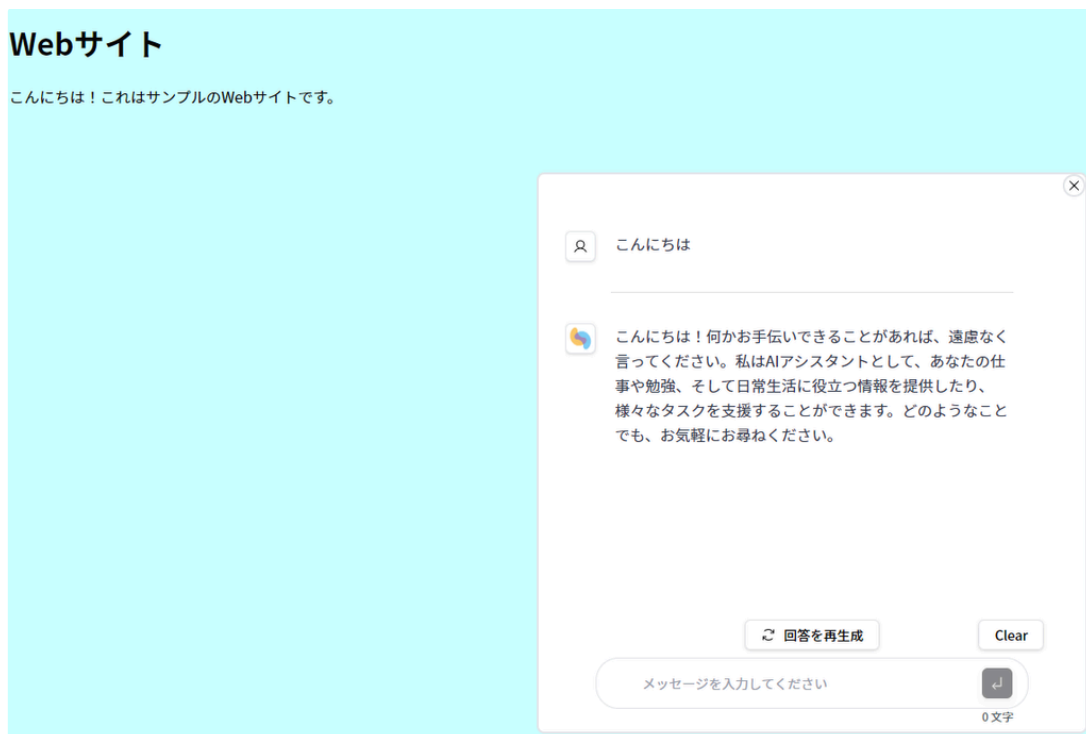 Webサイト
こんにちは！これはサンプルのWebサイトです。
こんにちは
こんにちは！何かお手伝いできることがあれば、遠慮なく
言ってください。私はAIアシスタントとして、あなたの仕
事や勉強、そして日常生活に役立つ情報を提供したり、
様々なタスクを支援することができます。どのようなこと
でも、お気軽にお尋ねください。
回答を再生成
Clear
メッセージを入力してください
0 文字